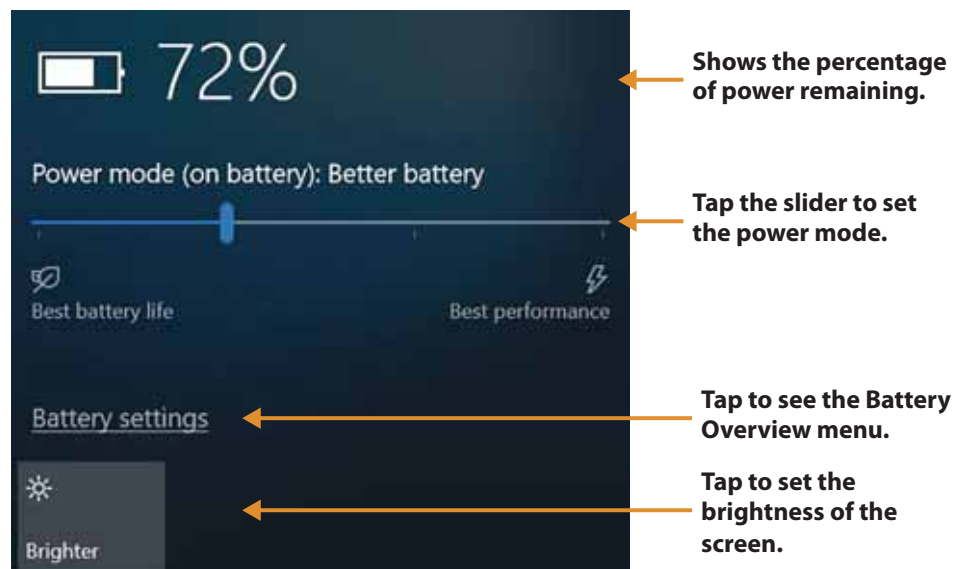 72%
Shows the percentage
of power remaining.
Power mode (on battery): Better battery
Tap the slider to set
the power mode.
Best battery life
Best performance
Battery settings
Tap to see the Battery
Overview menu.
Tap to set the
brightness of the
screen.
Brighter